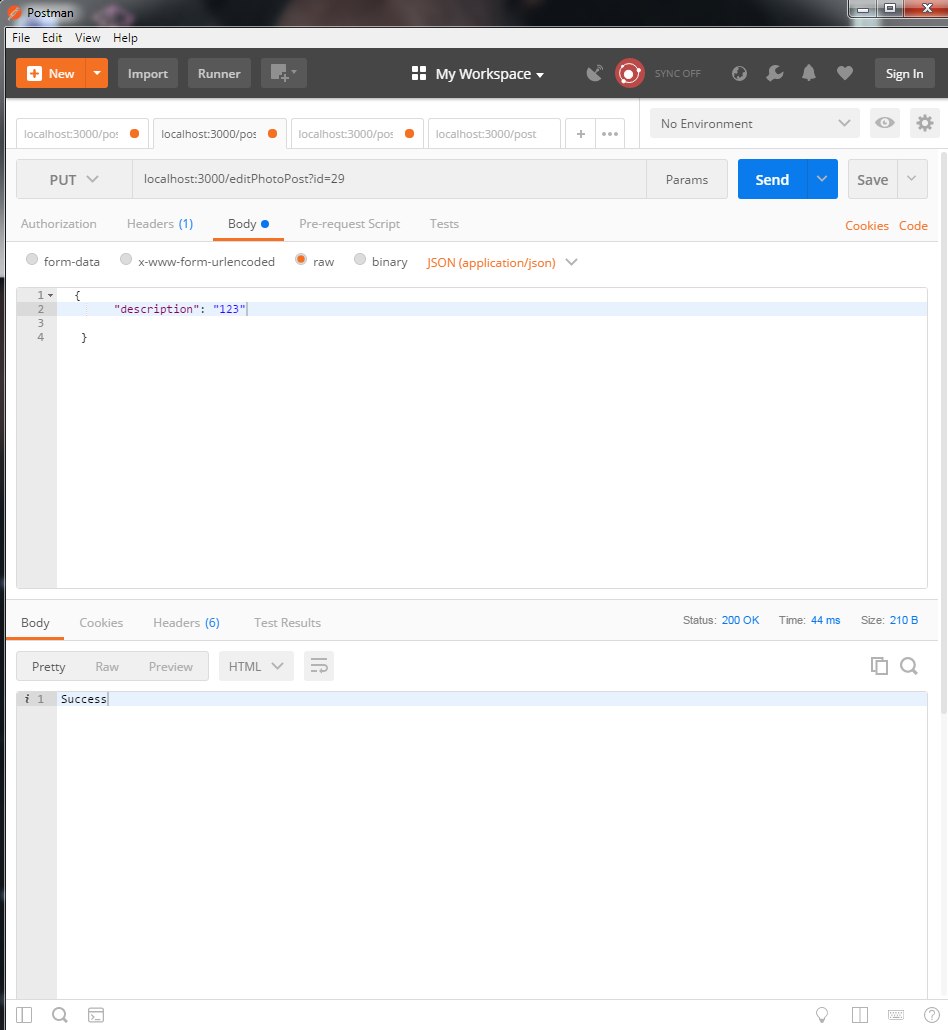 Postman
File Edit View Help
New Import Runner My Workspace SYNC OFF Sign In
localhost:3000/pos localhost:3000/pos localhost:3000/pos localhost:3000/post + ••• No Environment
PUT localhost:3000/editPhotoPost?id=29 Params Send Save
Authorization Headers (1) Body Pre-request Script Tests Cookies Code
form-data x-www-form-urlencoded raw binary JSON (application/json)
1 {
2 "description": "123"
3
4 }
Body Cookies Headers (6) Test Results Status: 200 OK Time: 44 ms Size: 210 B
Pretty Raw Preview HTML
i 1 Success